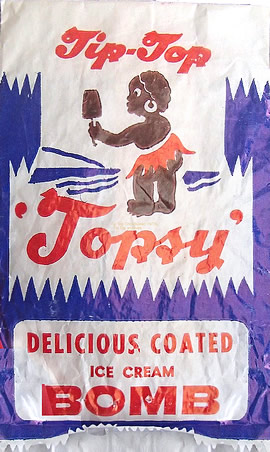 Tip-Top
'Topsy'
DELICIOUS COATED
ICE CREAM
BOMB